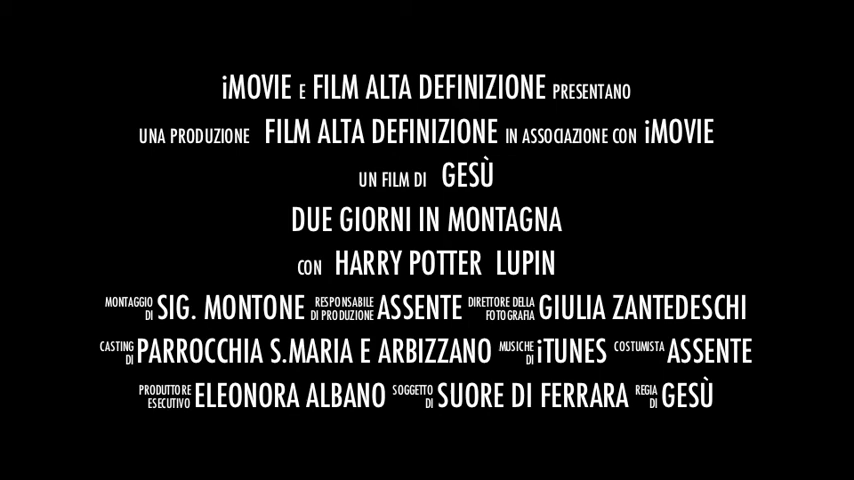 iMOVIE E FILM ALTA DEFINIZIONE PRESENTANO
UNA PRODUZIONE FILM ALTA DEFINIZIONE IN ASSOCIAZIONE CON iMOVIE
UN FILM DI GESÙ
DUE GIORNI IN MONTAGNA
CON HARRY POTTER LUPIN
MONTAGGIO DI SIG. MONTONE RESPONSABILE DI PRODUZIONE ASSENTE DIRETTORE DELLA FOTOGRAFIA GIULIA ZANTEDESCHI
CASTING DI PARROCCHIA S.MARIA E ARBIZZANO MUSICHE DI iTUNES COSTUMISTA ASSENTE
PRODUTTORE ESECUTIVO ELEONORA ALBANO SOGGETTO DI SUORE DI FERRARA REGIA DI GESÙ